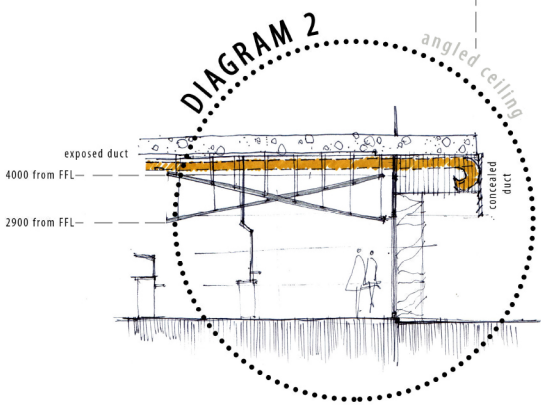 DIAGRAM 2
angled ceiling
exposed duct
4000 from FFL
2900 from FFL
concealed
duct